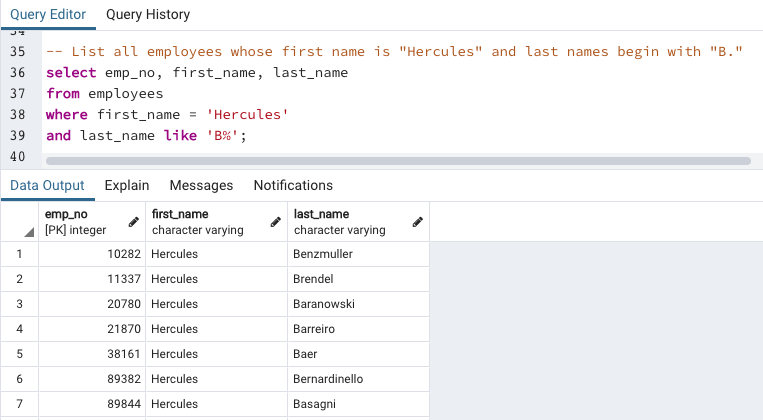 Query Editor Query History
34
35 -- List all employees whose first name is "Hercules" and last names begin with "B."
36 select emp_no, first_name, last_name
37 from employees
38 where first_name = 'Hercules'
39 and last_name like 'B%';
40
Data Output Explain Messages Notifications
emp_no first_name last_name
[PK] integer character varying character varying
1 10282 Hercules Benzmuller
2 11337 Hercules Brendel
3 20780 Hercules Baranowski
4 21870 Hercules Barreiro
5 38161 Hercules Baer
6 89382 Hercules Bernardinello
7 89844 Hercules Basagni